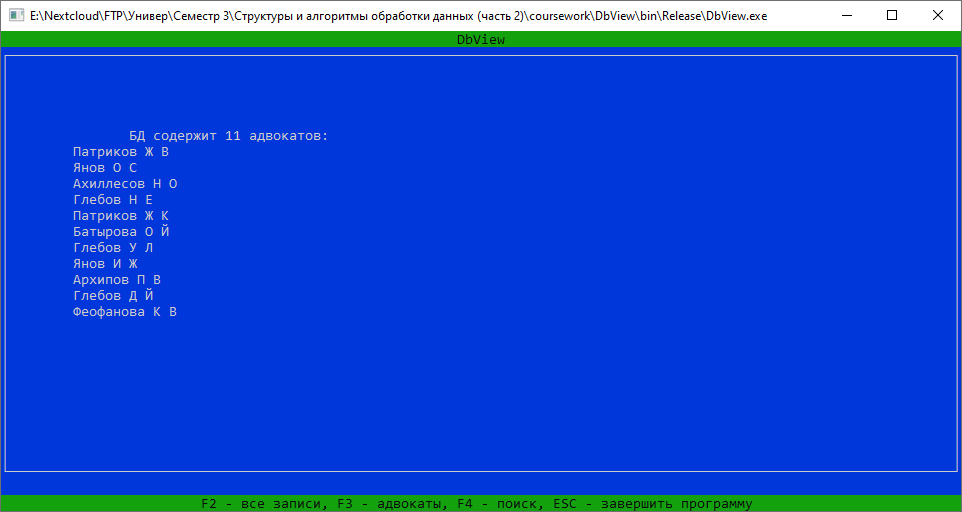 E:\Nextcloud\FTP\Универ\Семестр 3\Структуры и алгоритмы обработки данных (часть 2)\coursework\DbView\bin\Release\DbView.exe
DbView
БД содержит 11 адвокатов:
Патриков Ж В
Янов О С
Ахиллесов Н О
Глебов Н Е
Патриков Ж К
Батырова О Й
Глебов У Л
Янов И Ж
Архипов П В
Глебов Д Й
Феофанова К В
F2 - все записи, F3 - адвокаты, F4 - поиск, ESC - завершить программу